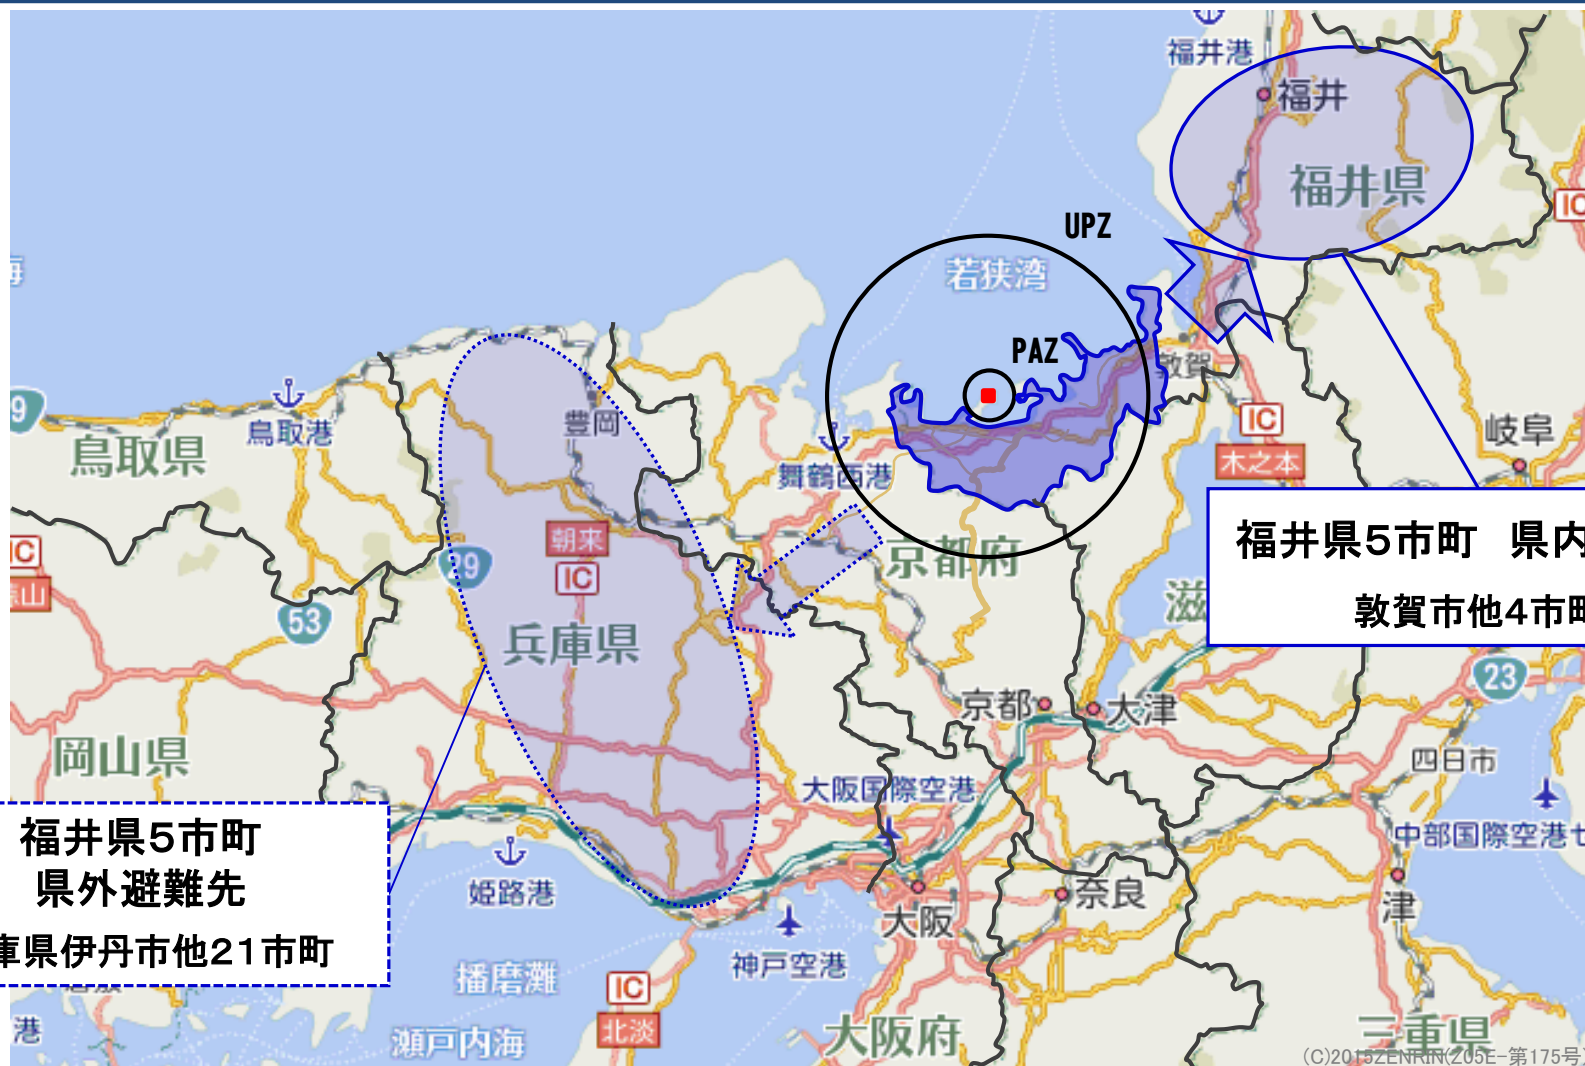 福井港
福井
福井県
UPZ
IC
若狭湾
海
PAZ
敦賀
9
鳥取港
豊岡
IC
岐阜
鳥取県
舞鶴西港
木之本
福井県5市町 県内
敦賀市他4市町
朝来
IC
29
京都府
IC
滋
53
兵庫県
23
京都
大津
岡山県
四日市
大阪国際空港
福井県5市町
県外避難先
庫県伊丹市他21市町
中部国際空港セ
姫路港
奈良
津
大阪
神戸空港
播磨灘
IC
北淡
港
瀬戸内海
大阪府
三重県
(C)2015ZENRIN(Z05E-第175号)